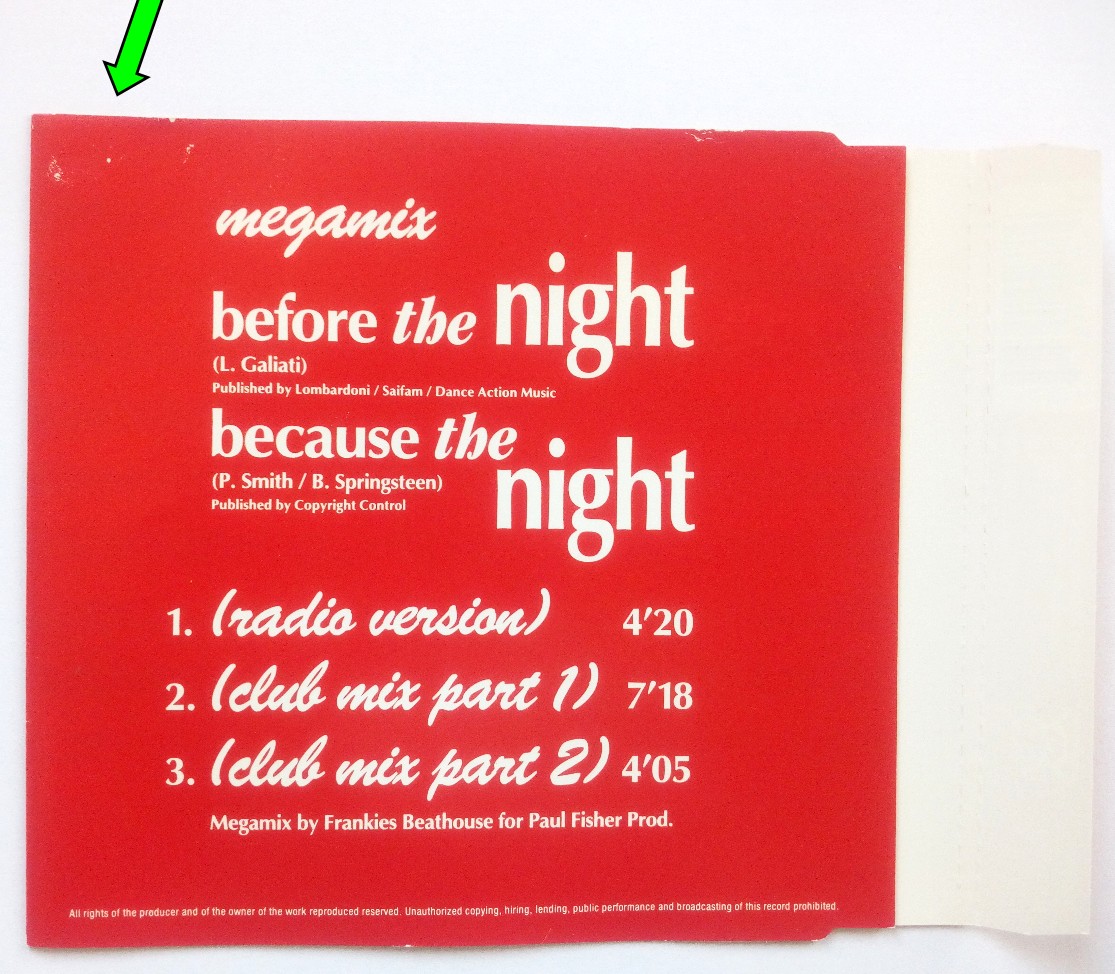 megamix
before the night
(L. Galiati)
Published by Lombardoni / Saifam / Dance Action Music
because the night
(P. Smith / B. Springsteen)
Published by Copyright Control
1. (radio version) 4'20
2. (club mix part 1) 7'18
3. (club mix part 2) 4'05
Megamix by Frankies Beathouse for Paul Fisher Prod.
All rights of the producer and of the owner of the work reproduced reserved. Unauthorized copying, hiring, lending, public performance and broadcasting of this record prohibited.